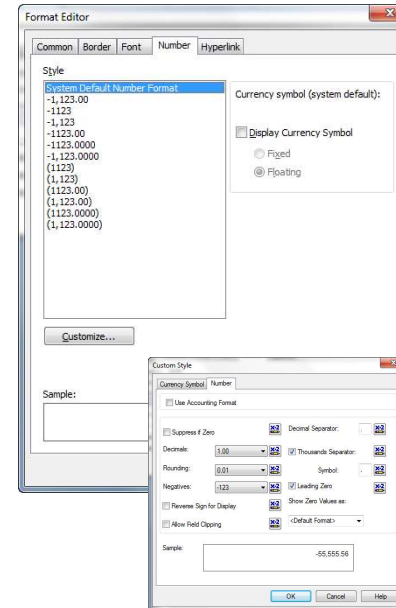 Format Editor
Common Border Font Number Hyperlink
Style
System Default Number Format
-1,123.00
-1123
-1,123
-1123.00
-1123.0000
-1,123.0000
(1123)
(1,123)
(1123.00)
(1,123.00)
(1123.0000)
(1,123.0000)
Currency symbol (system default):
Display Currency Symbol
Fixed
Floating
Customize...
Sample:
Custom Style
Currency Symbol Number
Use Accounting Format
Suppress if Zero
Decimal Separator: .
Decimals: 1.00
Thousands Separator:
Rounding: 0.01
Symbol:
Negatives: -123
Leading Zero
Reverse Sign for Display
Show Zero Values as:
Allow Field Clipping
<Default Format>
Sample:
-55,555.56
OK Cancel Help